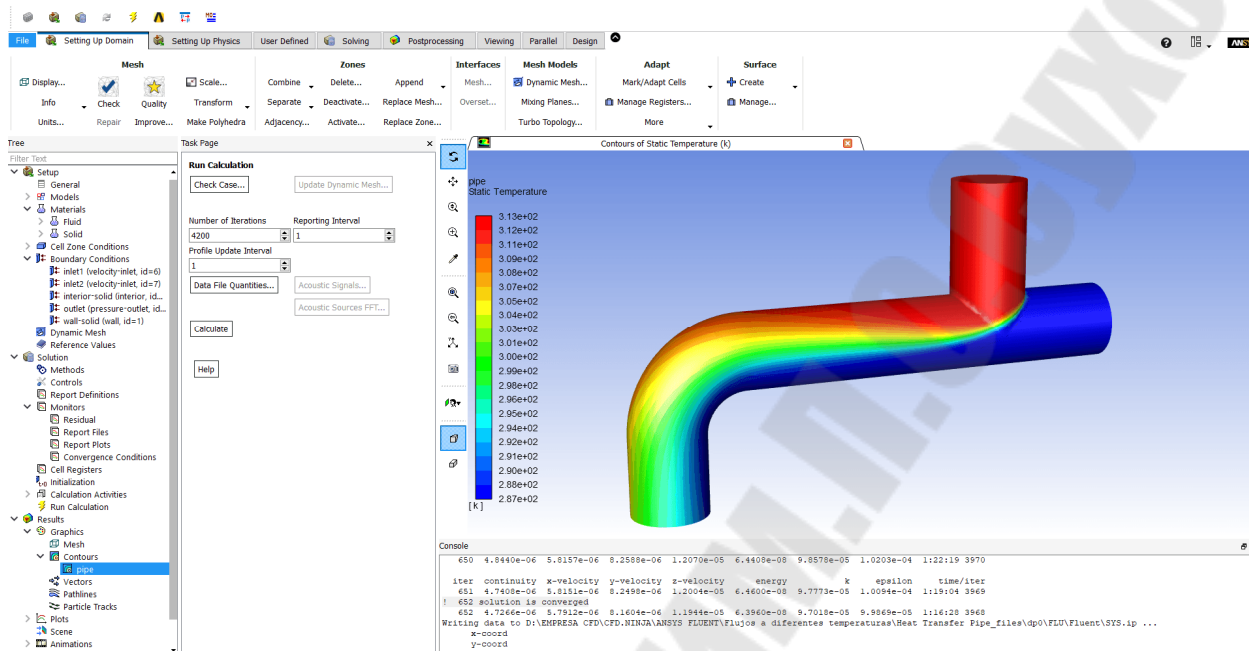 File Setting Up Domain Setting Up Physics User Defined Solving Postprocessing Viewing Parallel Design
Mesh Zones Interfaces Mesh Models Adapt Surface
Display... Scale... Combine Delete... Append Mesh... Dynamic Mesh... Mark/Adapt Cells Create
Info Check Quality Transform Separate Deactivate... Replace Mesh... Overset... Mixing Planes... Manage Registers... Manage...
Units... Repair Improve... Make Polyhedra Adjacency... Activate... Replace Zone... Turbo Topology... More
Tree
Filter Text
Setup
General
Models
Materials
Fluid
Solid
Cell Zone Conditions
Boundary Conditions
inlet1 (velocity-inlet, id=6)
inlet2 (velocity-inlet, id=7)
interior-solid (interior, id...
outlet (pressure-outlet, id...
wall-solid (wall, id=1)
Dynamic Mesh
Reference Values
Solution
Methods
Controls
Report Definitions
Monitors
Residual
Report Files
Report Plots
Convergence Conditions
Cell Registers
Initialization
Calculation Activities
Run Calculation
Results
Graphics
Mesh
Contours
pipe
Vectors
Pathlines
Particle Tracks
Plots
Scene
Animations
Task Page
Run Calculation
Check Case... Update Dynamic Mesh...
Number of Iterations Reporting Interval
4200 1
Profile Update Interval
1
Data File Quantities... Acoustic Signals...
Acoustic Sources FFT...
Calculate
Help
Contours of Static Temperature (k)
pipe
Static Temperature
3.13e+02
3.12e+02
3.11e+02
3.09e+02
3.08e+02
3.07e+02
3.05e+02
3.04e+02
3.03e+02
3.01e+02
3.00e+02
2.99e+02
2.98e+02
2.96e+02
2.95e+02
2.94e+02
2.92e+02
2.91e+02
2.90e+02
2.88e+02
2.87e+02
[k]
Console
650 4.8440e-06 5.8157e-06 8.2588e-06 1.2070e-05 6.4408e-08 9.8578e-05 1.0203e-04 1:22:19 3970
iter continuity x-velocity y-velocity z-velocity energy k epsilon time/iter
651 4.7408e-06 5.8151e-06 8.2498e-06 1.2004e-05 6.4600e-08 9.7773e-05 1.0094e-04 1:19:04 3969
! 652 solution is converged
652 4.7266e-06 5.7912e-06 8.1604e-06 1.1944e-05 6.3960e-08 9.7018e-05 9.9869e-05 1:16:28 3968
Writing data to D:\EMPRESA CFD\CFD.NINJA\ANSYS FLUENT\Flujos a diferentes temperaturas\Heat Transfer Pipe_files\dp0\FLU\Fluent\SYS.ip ...
x-coord
y-coord